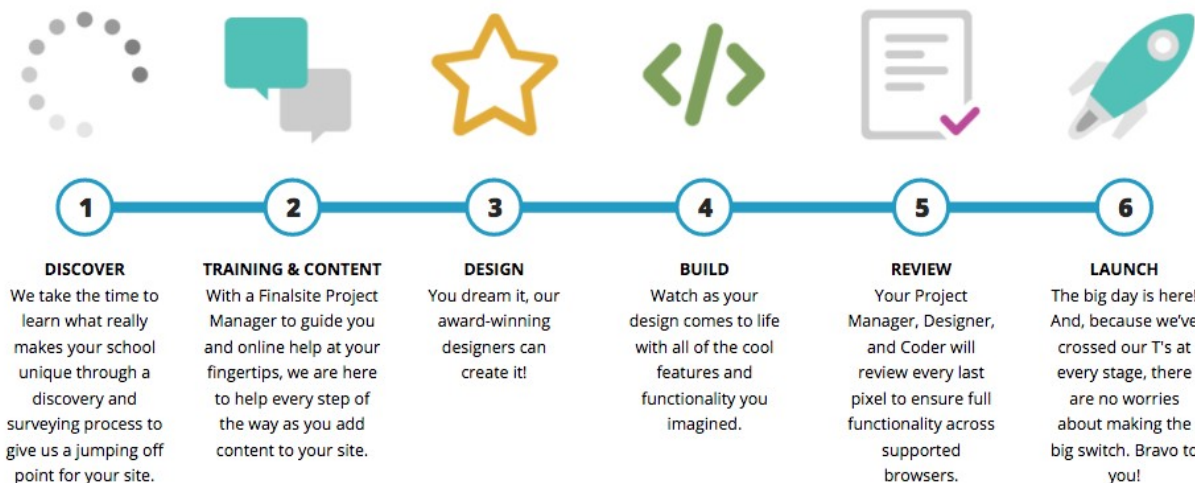 1
2
3
4
5
6
DISCOVER
We take the time to
learn what really
makes your school
unique through a
discovery and
surveying process to
give us a jumping off
point for your site.
TRAINING & CONTENT
With a Finalsite Project
Manager to guide you
and online help at your
fingertips, we are here
to help every step of
the way as you add
content to your site.
DESIGN
You dream it, our
award-winning
designers can
create it!
BUILD
Watch as your
design comes to life
with all of the cool
features and
functionality you
imagined.
REVIEW
Your Project
Manager, Designer,
and Coder will
review every last
pixel to ensure full
functionality across
supported
browsers.
LAUNCH
The big day is here!
And, because we've
crossed our T's at
every stage, there
are no worries
about making the
big switch. Bravo to
you!